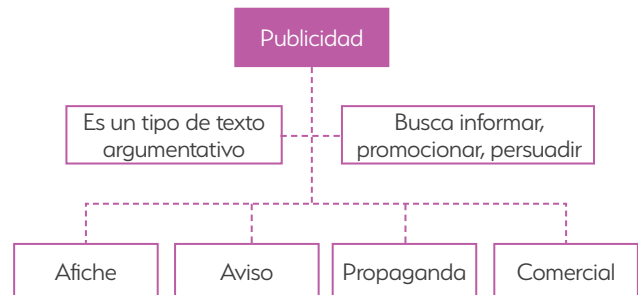 Publicidad
Es un tipo de texto
argumentativo
Busca informar,
promocionar, persuadir
Afiche
Aviso
Propaganda
Comercial